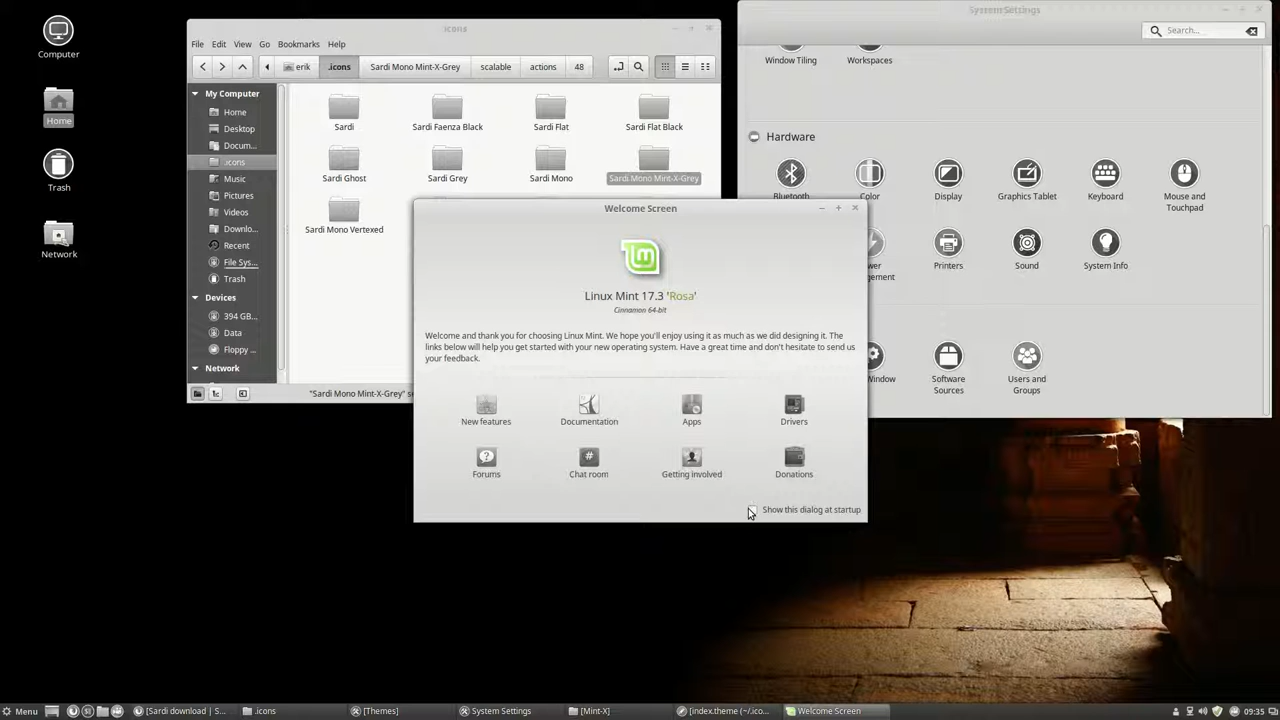 Computer
Home
Trash
Network
.icons
File Edit View Go Bookmarks Help
erik .icons Sardi Mono Mint-X-Grey scalable actions 48
My Computer
Home
Desktop
Docum...
.icons
Music
Pictures
Videos
Downlo...
Recent
File Sys...
Trash
Devices
394 GB...
Data
Floppy ...
Network
Sardi Sardi Faenza Black Sardi Flat Sardi Flat Black
Sardi Ghost Sardi Grey Sardi Mono Sardi Mono Mint-X-Grey
Sardi Mono Vertexed
"Sardi Mono Mint-X-Grey" se
System Settings
Search...
Window Tiling Workspaces
Hardware
Bluetooth Color Display Graphics Tablet Keyboard Mouse and
Touchpad
Printers Sound System Info
Window Software Users and
Sources Groups
Welcome Screen
Linux Mint 17.3 'Rosa'
Cinnamon 64-bit
Welcome and thank you for choosing Linux Mint. We hope you'll enjoy using it as much as we did designing it. The
links below will help you get started with your new operating system. Have a great time and don't hesitate to send us
your feedback.
New features Documentation Apps Drivers
Forums Chat room Getting involved Donations
Show this dialog at startup
Menu [Sardi download | S... .icons [Themes] System Settings [Mint-X] [index.theme (~/.ico... Welcome Screen 09:35